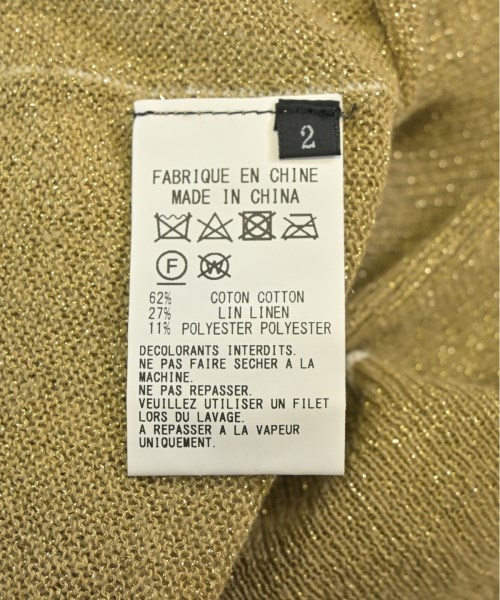 2
FABRIQUE EN CHINE
MADE IN CHINA
F W
62% COTON COTTON
27% LIN LINEN
11% POLYESTER POLYESTER
DECOLORANTS INTERDITS.
NE PAS FAIRE SECHER A LA
MACHINE.
NE PAS REPASSER.
VEUILLEZ UTILISER UN FILET
LORS DU LAVAGE.
A REPASSER A LA VAPEUR
UNIQUEMENT.